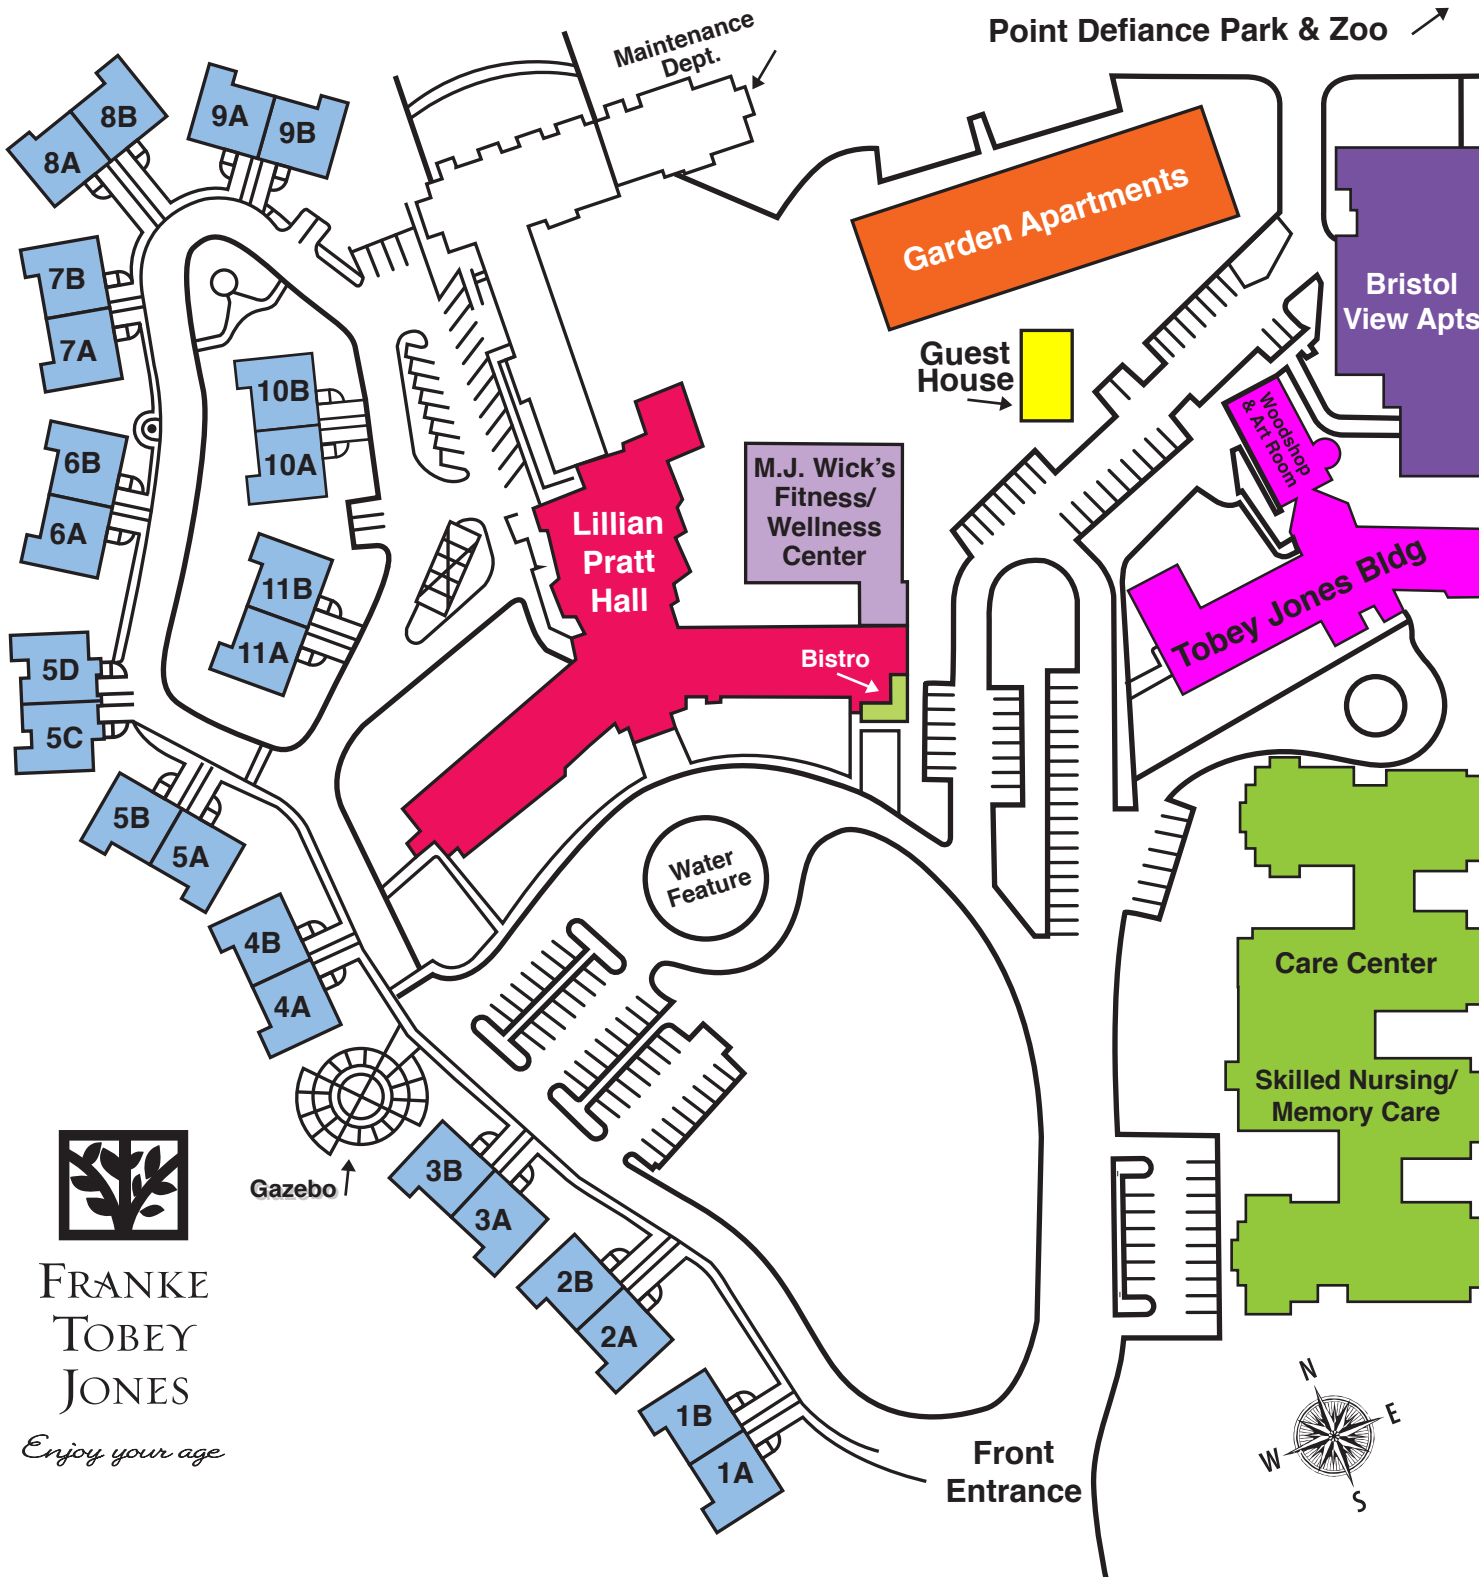 Point Defiance Park & Zoo
Maintenance
Dept.
8B
8A
9A
9B
Garden Apartments
7B
7A
Bristol
View Apts
Guest
House
10B
10A
Woodshop
& Art Room
6B
6A
M.J. Wick's
Fitness/
Wellness
Center
Lillian
Pratt
Hall
Tobey Jones Bldg
11B
11A
5D
5C
Bistro
5B
5A
Water
Feature
4B
4A
Care Center
Skilled Nursing/
Memory Care
Gazebo
3B
3A
2B
2A
1B
1A
Front
Entrance
FRANKE
TOBEY
JONES
Enjoy your age
N
E
W
S